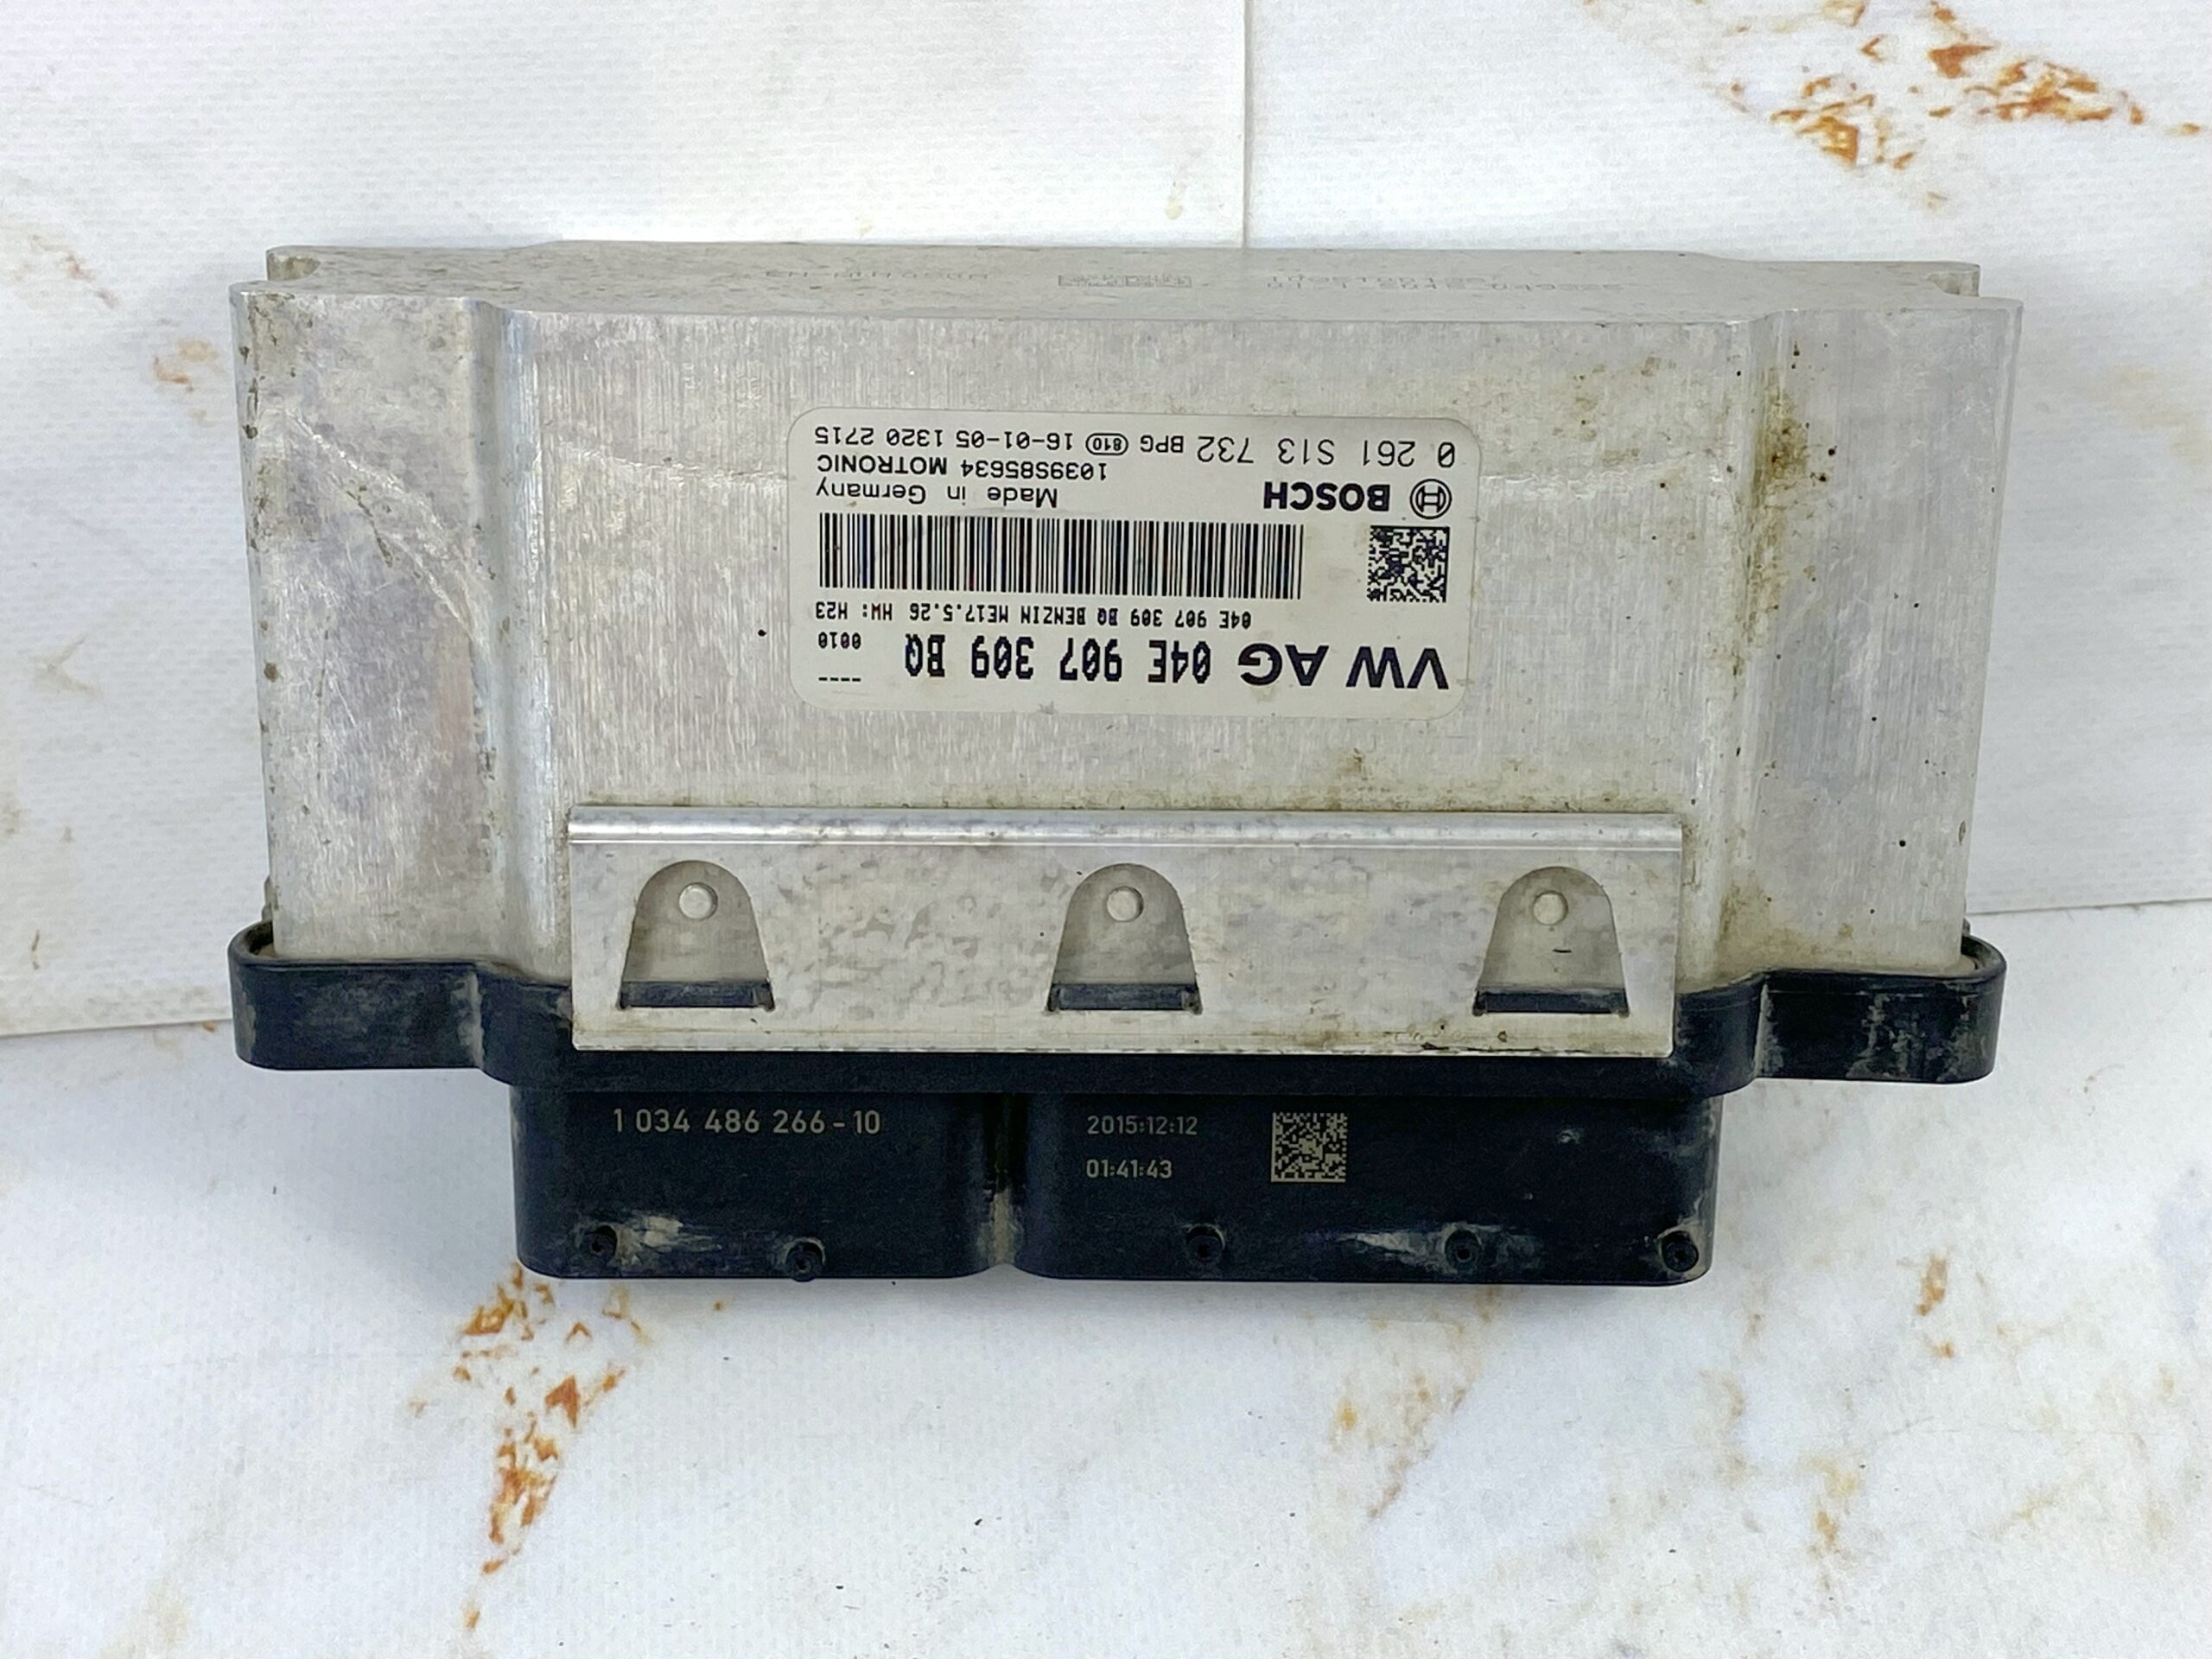 VW AG 04E 907 309 BQ
----
0010
04E 907 309 BQ BENZIN ME17.5.26 HW: H23
BOSCH
Made in Germany
1039S85634 MOTRONIC
0 261 S13 732 BPG 810 16-01-05 1320 2715
1 034 486 266-10
2015:12:12
01:41:43